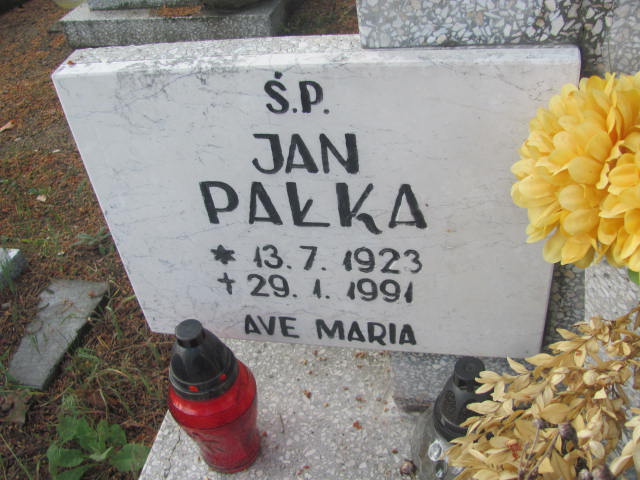 Ś.P.
JAN
PAŁKA
* 13.7.1923
† 29.1.1991
AVE MARIA